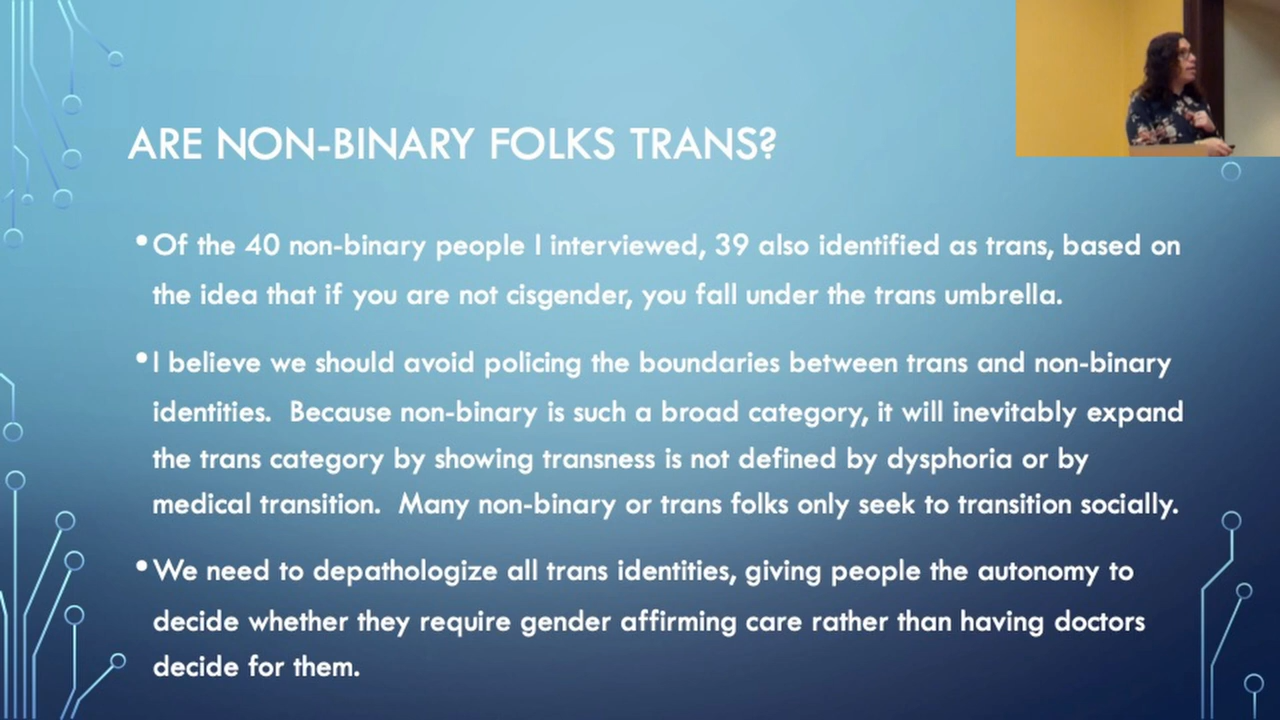 ARE NON-BINARY FOLKS TRANS?
•Of the 40 non-binary people I interviewed, 39 also identified as trans, based on
the idea that if you are not cisgender, you fall under the trans umbrella.
•I believe we should avoid policing the boundaries between trans and non-binary
identities.  Because non-binary is such a broad category, it will inevitably expand
the trans category by showing transness is not defined by dysphoria or by
medical transition.  Many non-binary or trans folks only seek to transition socially.
•We need to depathologize all trans identities, giving people the autonomy to
decide whether they require gender affirming care rather than having doctors
decide for them.